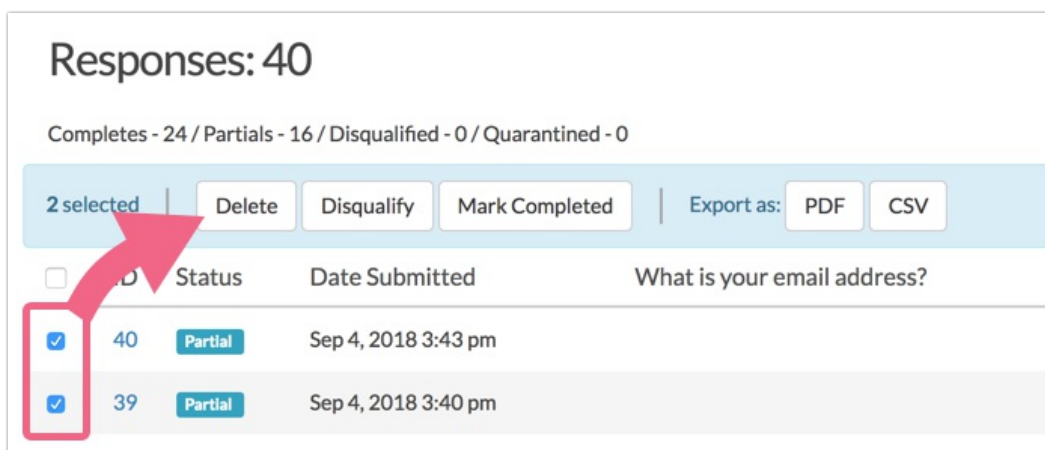 Responses: 40
Completes - 24 / Partials - 16 / Disqualified - 0 / Quarantined - 0
2 selected Delete Disqualify Mark Completed Export as: PDF CSV
Status Date Submitted What is your email address?
40 Partial Sep 4, 2018 3:43 pm
39 Partial Sep 4, 2018 3:40 pm